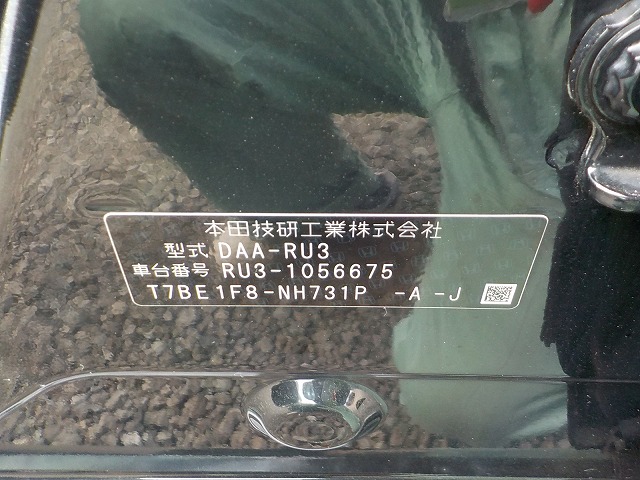 本田技研工業株式会社
型式 DAA-RU3
車台番号 RU3-1056675
T7BE1F8-NH731P -A -J